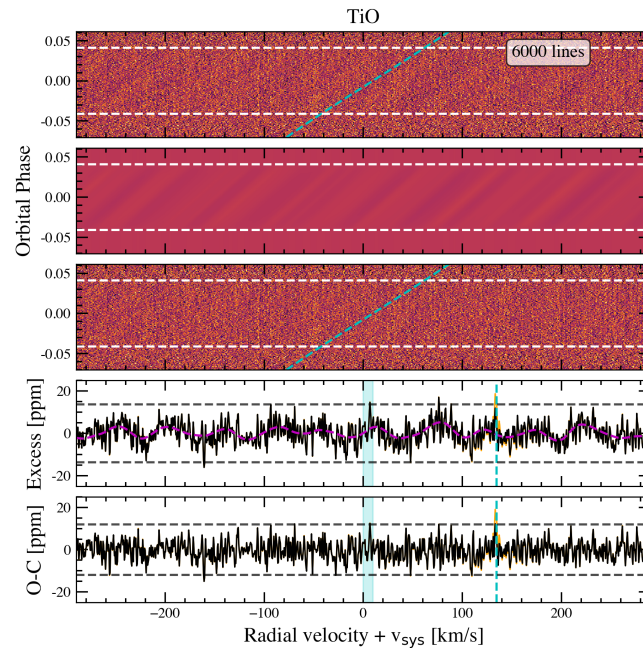 TiO
6000 lines
0.05
0.00
-0.05
0.05
0.00
-0.05
0.05
0.00
-0.05
Orbital Phase
20
0
-20
Excess [ppm]
20
0
-20
O-C [ppm]
−200 −100 0 100 200
Radial velocity + vsys [km/s]